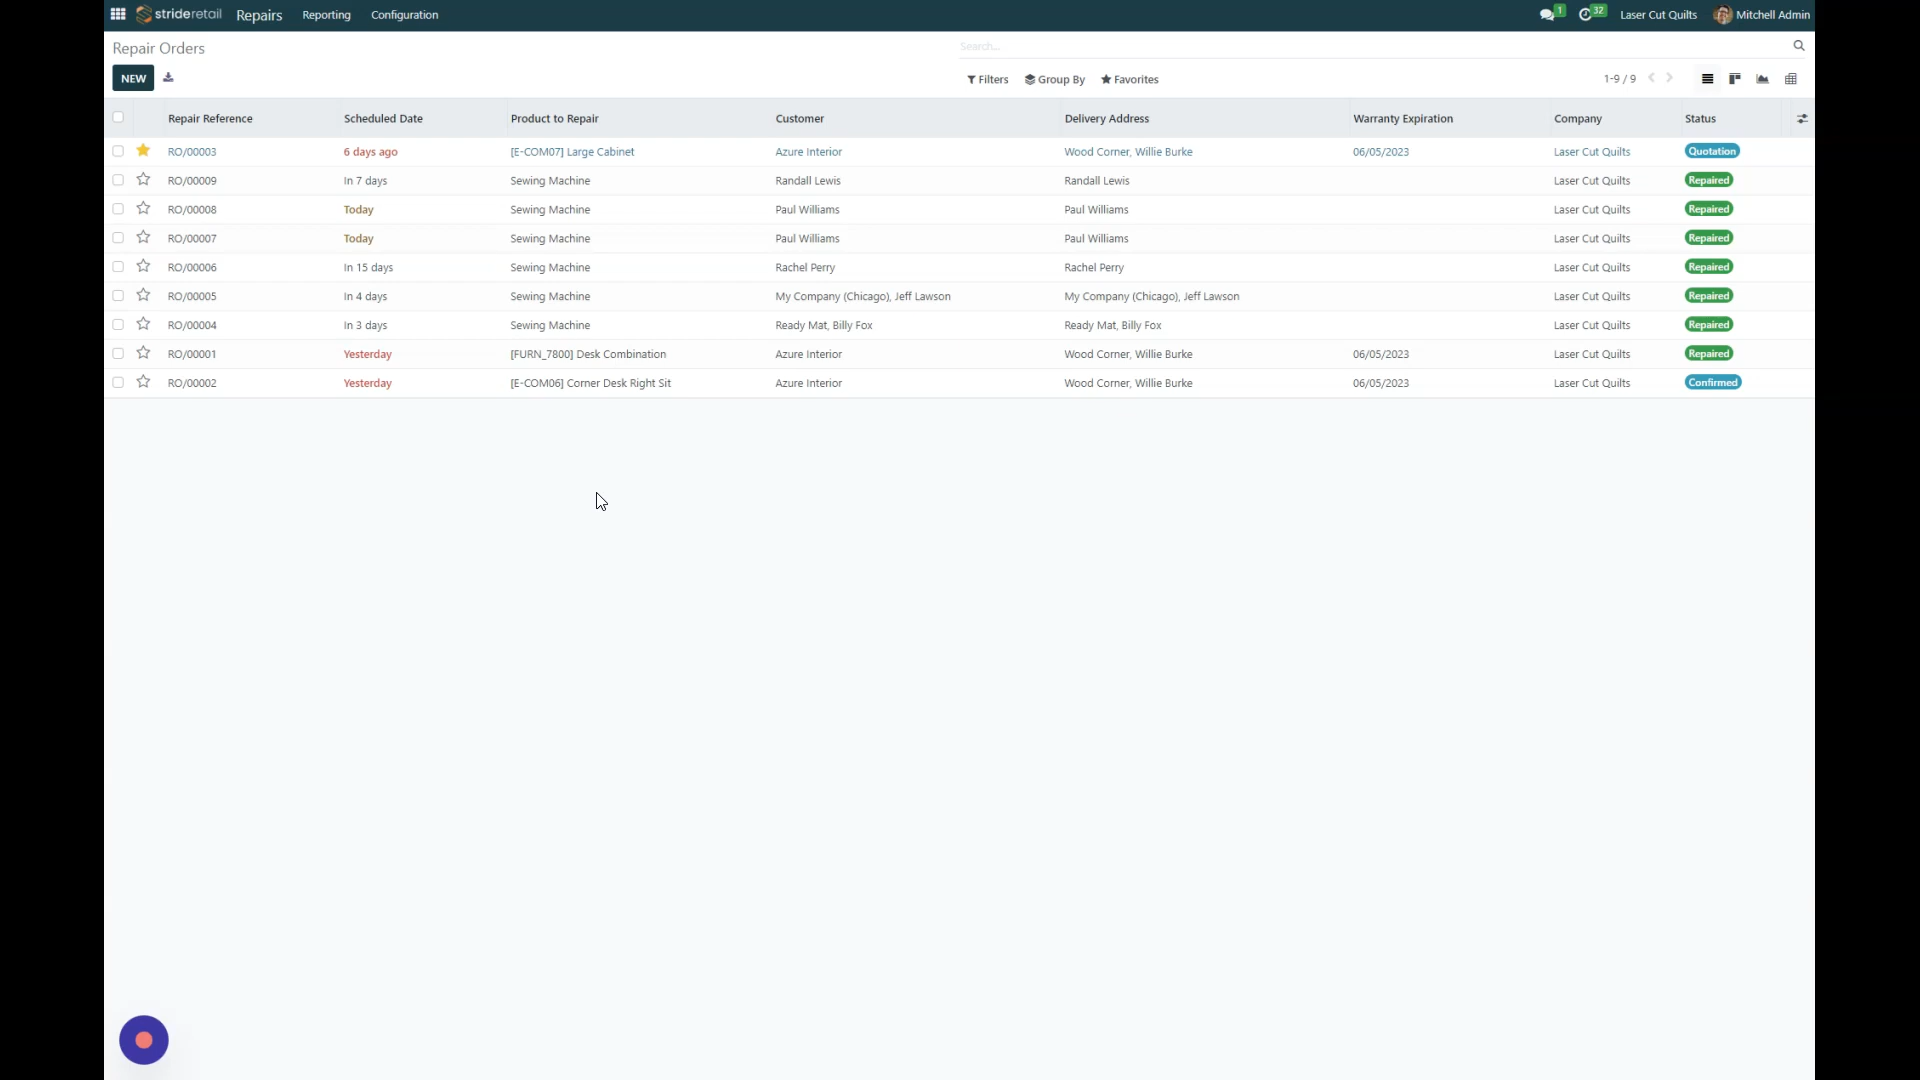 strideretail Repairs Reporting Configuration 1 32 Laser Cut Quilts Mitchell Admin
Repair Orders Search...
NEW Filters Group By Favorites 1-9 / 9
Repair Reference Scheduled Date Product to Repair Customer Delivery Address Warranty Expiration Company Status
RO/00003 6 days ago [E-COM07] Large Cabinet Azure Interior Wood Corner, Willie Burke 06/05/2023 Laser Cut Quilts Quotation
RO/00009 In 7 days Sewing Machine Randall Lewis Randall Lewis Laser Cut Quilts Repaired
RO/00008 Today Sewing Machine Paul Williams Paul Williams Laser Cut Quilts Repaired
RO/00007 Today Sewing Machine Paul Williams Paul Williams Laser Cut Quilts Repaired
RO/00006 In 15 days Sewing Machine Rachel Perry Rachel Perry Laser Cut Quilts Repaired
RO/00005 In 4 days Sewing Machine My Company (Chicago), Jeff Lawson My Company (Chicago), Jeff Lawson Laser Cut Quilts Repaired
RO/00004 In 3 days Sewing Machine Ready Mat, Billy Fox Ready Mat, Billy Fox Laser Cut Quilts Repaired
RO/00001 Yesterday [FURN_7800] Desk Combination Azure Interior Wood Corner, Willie Burke 06/05/2023 Laser Cut Quilts Repaired
RO/00002 Yesterday [E-COM06] Corner Desk Right Sit Azure Interior Wood Corner, Willie Burke 06/05/2023 Laser Cut Quilts Confirmed